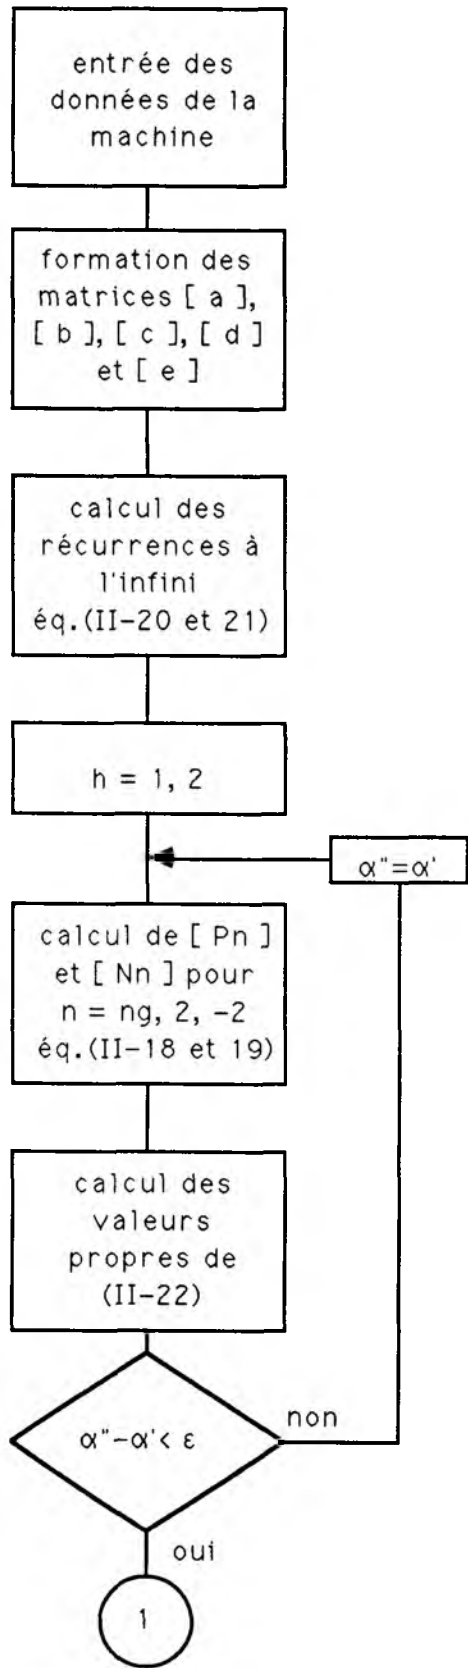 entrée des
données de la
machine
formation des
matrices [ a ],
[ b ], [ c ], [ d ]
et [ e ]
calcul des
récurrences à
l'infini
éq.(II-20 et 21)
h = 1, 2
α"=α'
calcul de [ Pn ]
et [ Nn ] pour
n = ng, 2, -2
éq.(II-18 et 19)
calcul des
valeurs
propres de
(II-22)
α"-α'< ε
non
oui
1